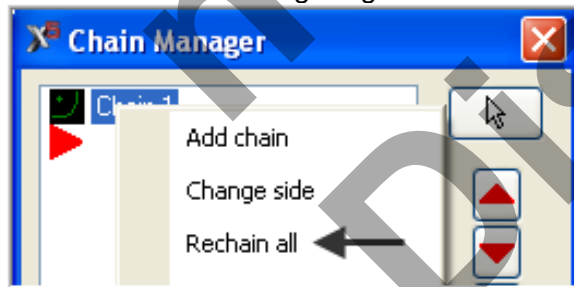 Chain Manager
Chain 1
Add chain
Change side
Rechain all